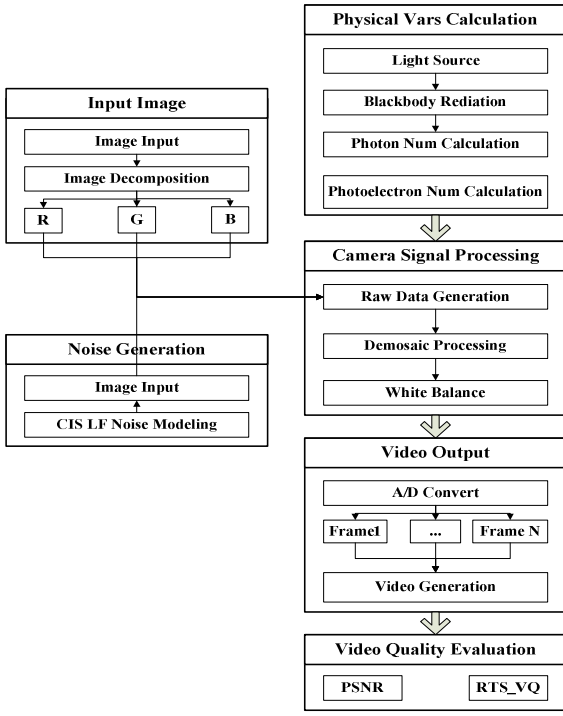 Input Image
Image Input
Image Decomposition
R G B
Noise Generation
Image Input
CIS LF Noise Modeling
Physical Vars Calculation
Light Source
Blackbody Rediation
Photon Num Calculation
Photoelectron Num Calculation
Camera Signal Processing
Raw Data Generation
Demosaic Processing
White Balance
Video Output
A/D Convert
Frame1 ... Frame N
Video Generation
Video Quality Evaluation
PSNR RTS_VQ